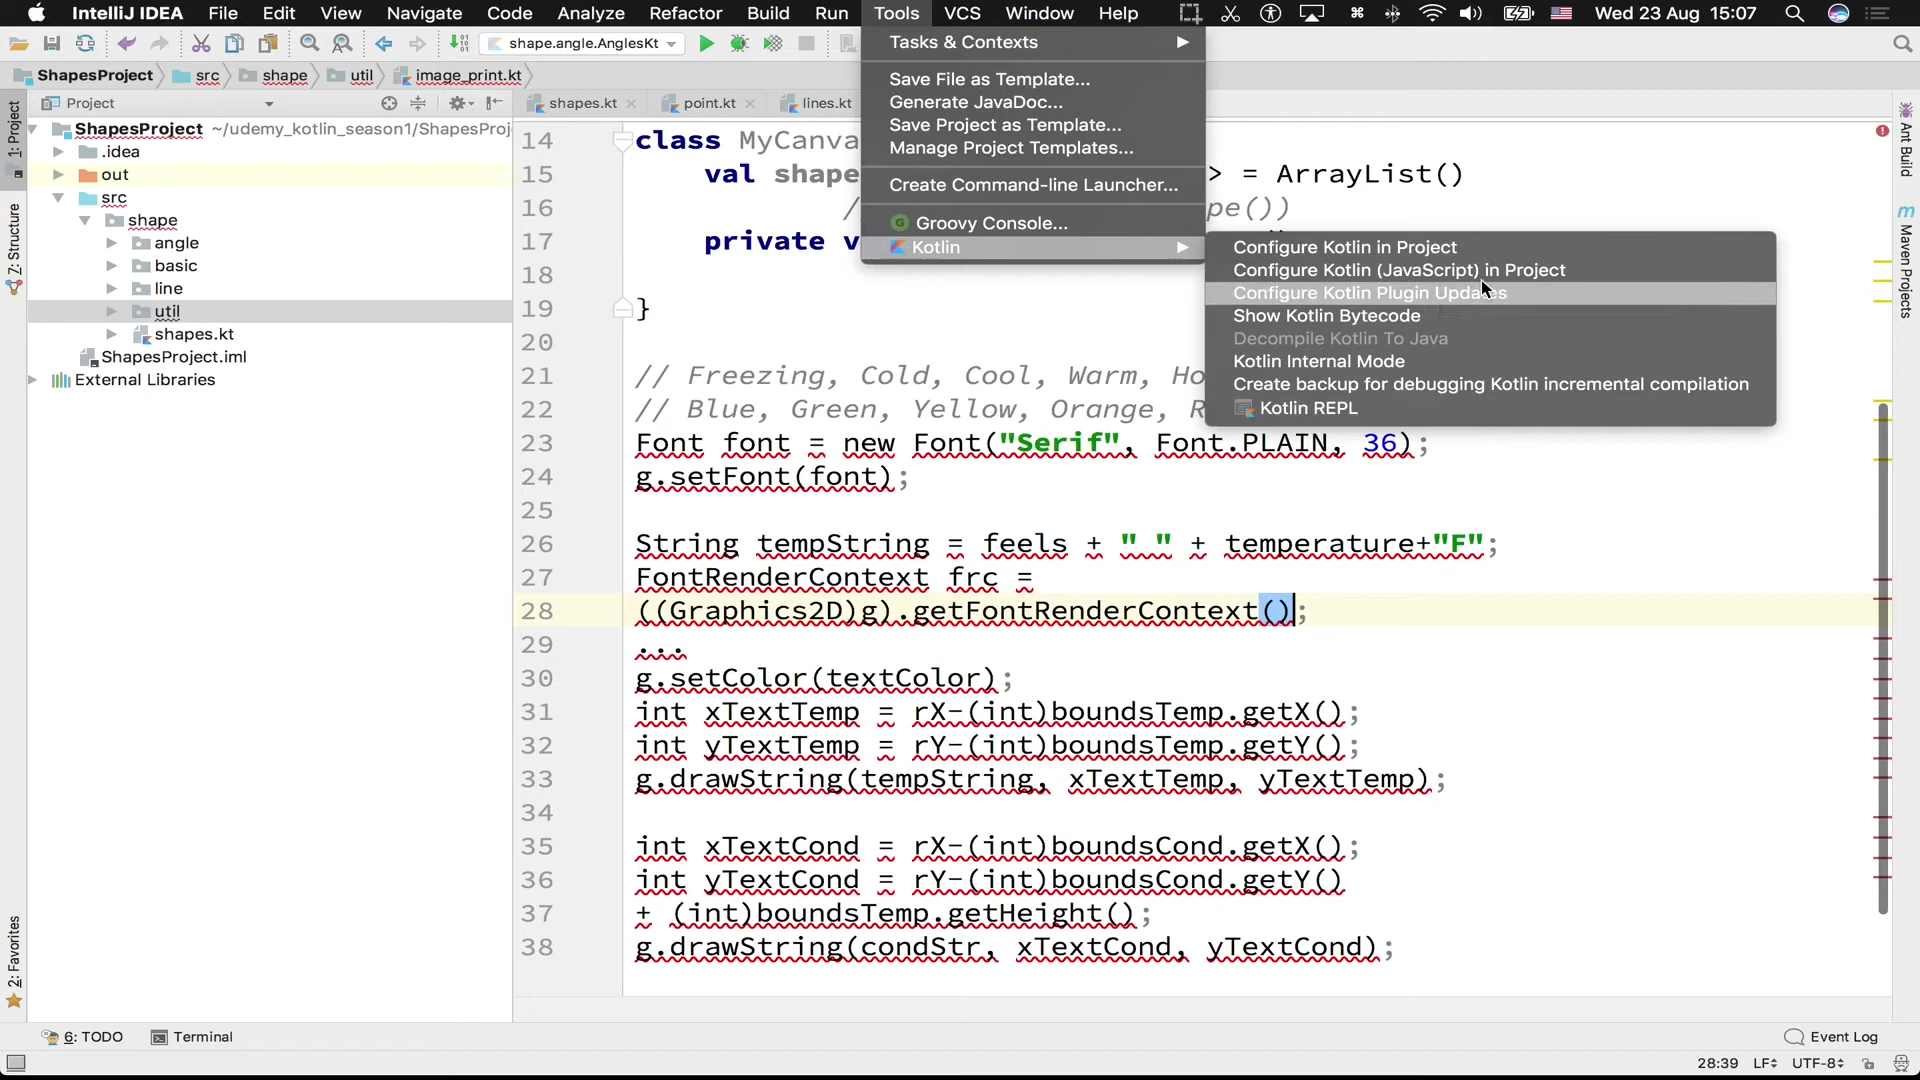 IntelliJ IDEA File Edit View Navigate Code Analyze Refactor Build Run Tools VCS Window Help Wed 23 Aug 15:07
shape.angle.AnglesKt
ShapesProject src shape util image_print.kt
Project
shapes.kt point.kt lines.kt
1: Project
Z: Structure
2: Favorites
Ant Build
Maven Projects
ShapesProject ~/udemy_kotlin_season1/ShapesProj
.idea
out
src
shape
angle
basic
line
util
shapes.kt
ShapesProject.iml
External Libraries
Tasks & Contexts
Save File as Template...
Generate JavaDoc...
Save Project as Template...
Manage Project Templates...
Create Command-line Launcher...
Groovy Console...
Kotlin
Configure Kotlin in Project
Configure Kotlin (JavaScript) in Project
Configure Kotlin Plugin Updates
Show Kotlin Bytecode
Decompile Kotlin To Java
Kotlin Internal Mode
Create backup for debugging Kotlin incremental compilation
Kotlin REPL
14 class MyCanva
15 val shape > = ArrayList()
16 / pe())
17 private v
18
19 }
20
21 // Freezing, Cold, Cool, Warm, Ho
22 // Blue, Green, Yellow, Orange, R
23 Font font = new Font("Serif", Font.PLAIN, 36);
24 g.setFont(font);
25
26 String tempString = feels + " " + temperature+"F";
27 FontRenderContext frc =
28 ((Graphics2D)g).getFontRenderContext();
29 ...
30 g.setColor(textColor);
31 int xTextTemp = rX-(int)boundsTemp.getX();
32 int yTextTemp = rY-(int)boundsTemp.getY();
33 g.drawString(tempString, xTextTemp, yTextTemp);
34
35 int xTextCond = rX-(int)boundsCond.getX();
36 int yTextCond = rY-(int)boundsCond.getY()
37 + (int)boundsTemp.getHeight();
38 g.drawString(condStr, xTextCond, yTextCond);
6: TODO Terminal Event Log
28:39 LF UTF-8